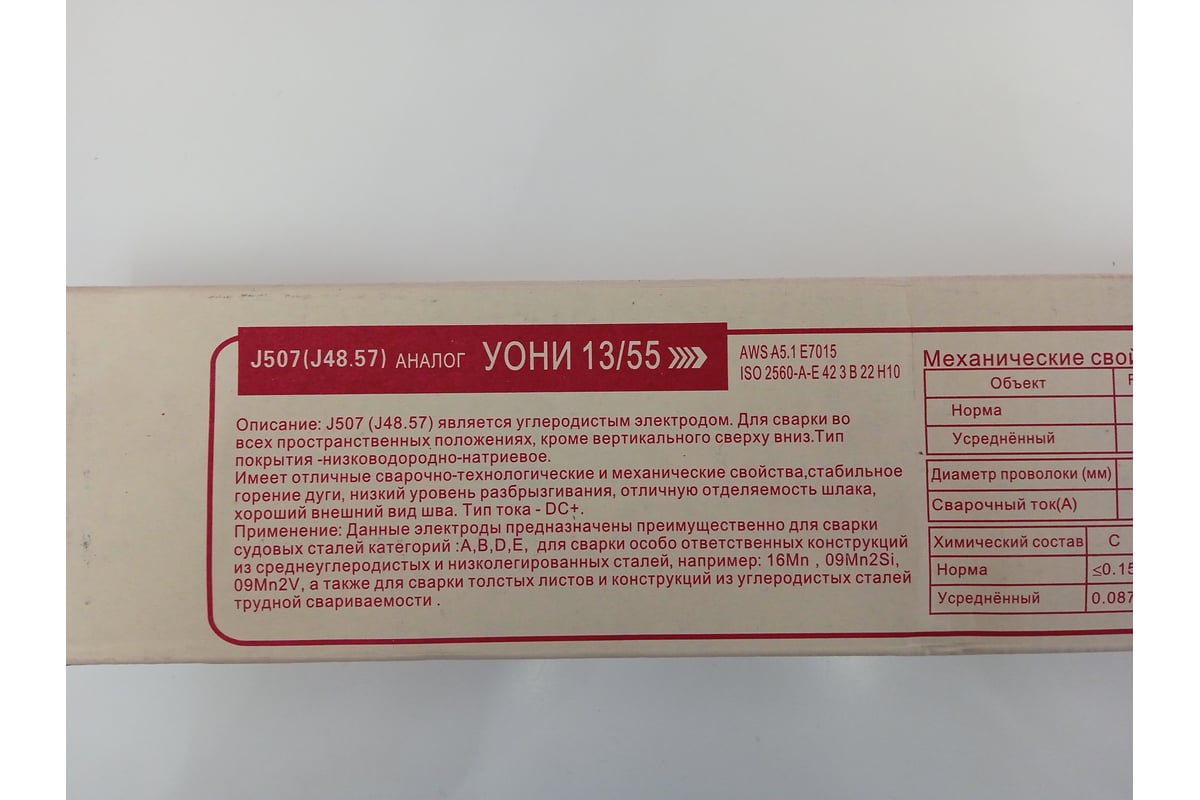 J507(J48.57) АНАЛОГ УОНИ 13/55
AWS A5.1 E7015
ISO 2560-A-E 42 3 B 22 H10
Описание: J507 (J48.57) является углеродистым электродом. Для сварки во
всех пространственных положениях, кроме вертикального сверху вниз.Тип
покрытия -низководородно-натриевое.
Имеет отличные сварочно-технологические и механические свойства,стабильное
горение дуги, низкий уровень разбрызгивания, отличную отделяемость шлака,
хороший внешний вид шва. Тип тока - DC+.
Применение: Данные электроды предназначены преимущественно для сварки
судовых сталей категорий :A,B,D,E, для сварки особо ответственных конструкций
из среднеуглеродистых и низколегированных сталей, например: 16Mn , 09Mn2Si,
09Mn2V, а также для сварки толстых листов и конструкций из углеродистых сталей
трудной свариваемости .
Механические
Объект
Норма
Усреднённый
Диаметр проволоки (мм)
Сварочный ток(А)
Химический состав C
Норма ≤0.15
Усреднённый 0.087